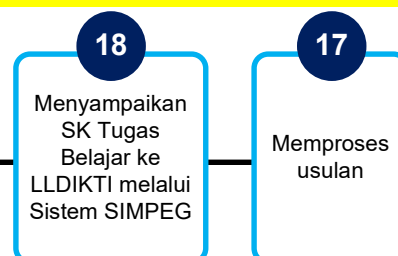 18
Menyampaikan
SK Tugas
Belajar ke
LLDIKTI melalui
Sistem SIMPEG
17
Memproses
usulan